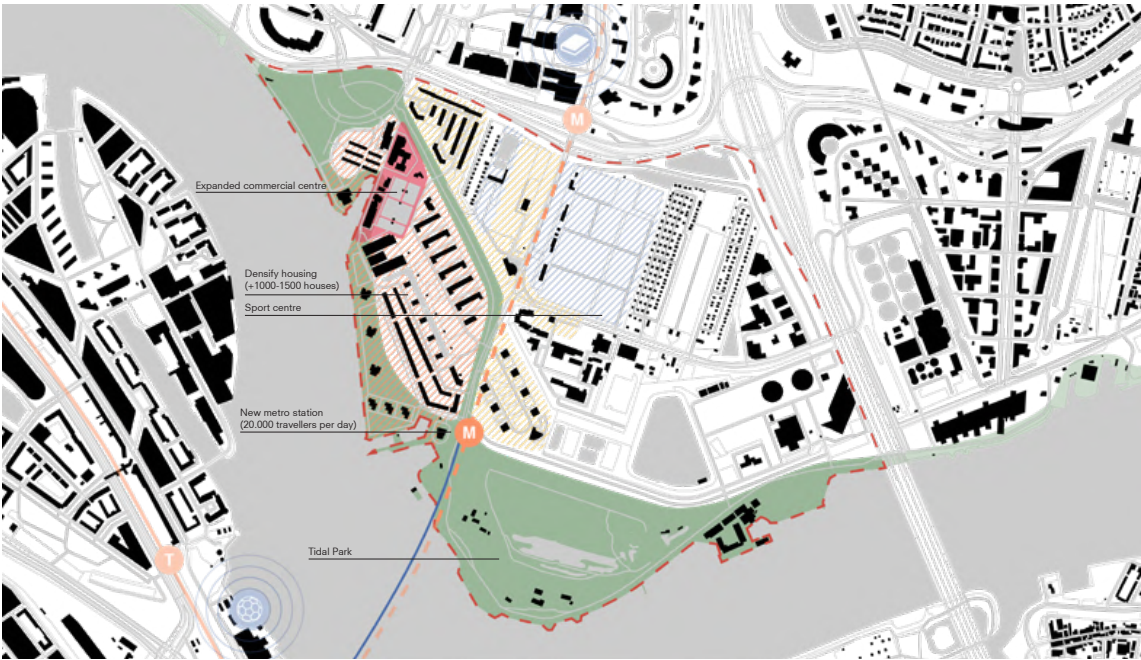 M
Expanded commercial centre
Densify housing
(+1000-1500 houses)
Sport centre
New metro station
(20.000 travellers per day)
M
Tidal Park
T